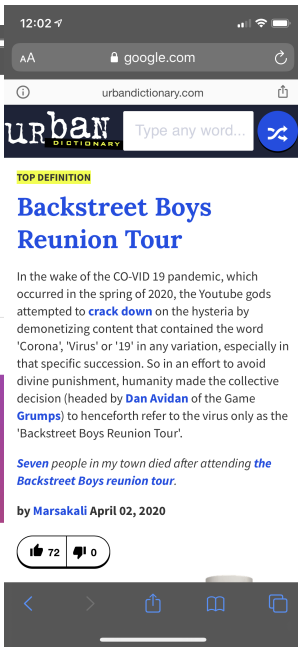 12:02
AA google.com
urbandictionary.com
urban
DICTIONARY
Type any word...
TOP DEFINITION
Backstreet Boys
Reunion Tour
In the wake of the CO-VID 19 pandemic, which
occurred in the spring of 2020, the Youtube gods
attempted to crack down on the hysteria by
demonetizing content that contained the word
'Corona', 'Virus' or '19' in any variation, especially in
that specific succession. So in an effort to avoid
divine punishment, humanity made the collective
decision (headed by Dan Avidan of the Game
Grumps) to henceforth refer to the virus only as the
'Backstreet Boys Reunion Tour'.
Seven people in my town died after attending the
Backstreet Boys reunion tour.
by Marsakali April 02, 2020
72 0